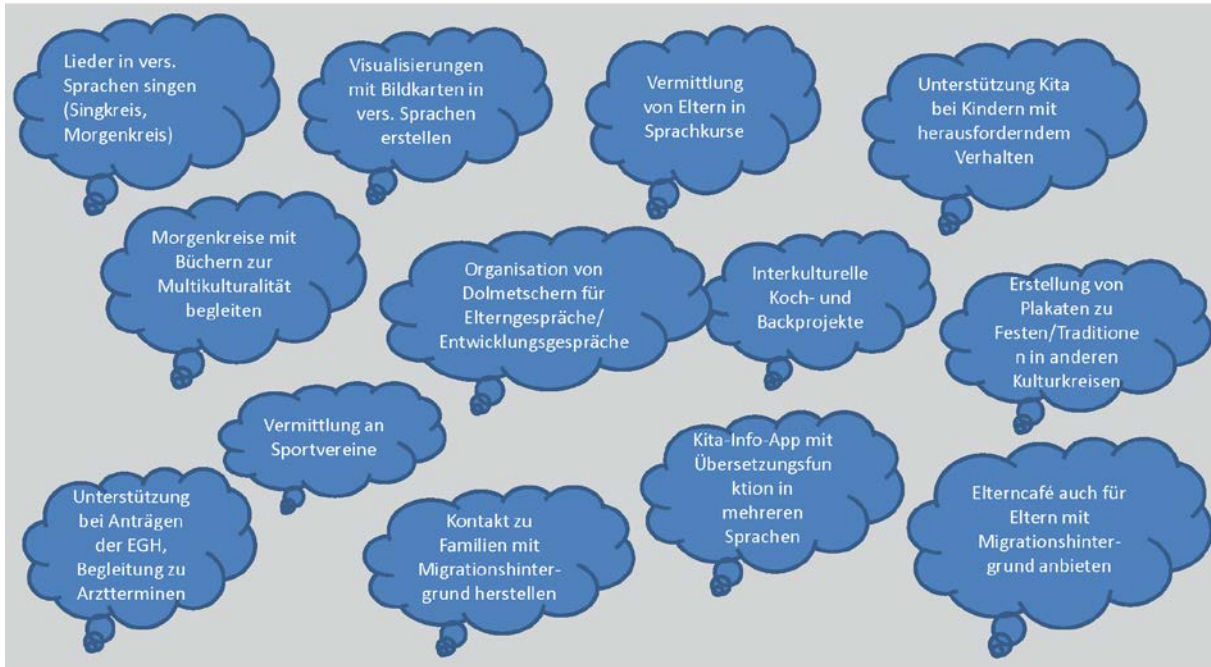 Lieder in vers.
Sprachen singen
(Singkreis,
Morgenkreis)
Visualisierungen
mit Bildkarten in
vers. Sprachen
erstellen
Vermittlung
von Eltern in
Sprachkurse
Unterstützung Kita
bei Kindern mit
herausforderndem
Verhalten
Morgenkreise mit
Büchern zur
Multikulturalität
begleiten
Organisation von
Dolmetschern für
Elterngespräche/
Entwicklungsgespräche
Interkulturelle
Koch- und
Backprojekte
Erstellung von
Plakaten zu
Festen/Traditione
n in anderen
Kulturkreisen
Vermittlung an
Sportvereine
Kita-Info-App mit
Übersetzungsfun
ktion in
mehreren
Sprachen
Unterstützung
bei Anträgen
der EGH,
Begleitung zu
Arztterminen
Kontakt zu
Familien mit
Migrationshinter-
grund herstellen
Elterncafé auch für
Eltern mit
Migrationshinter-
grund anbieten